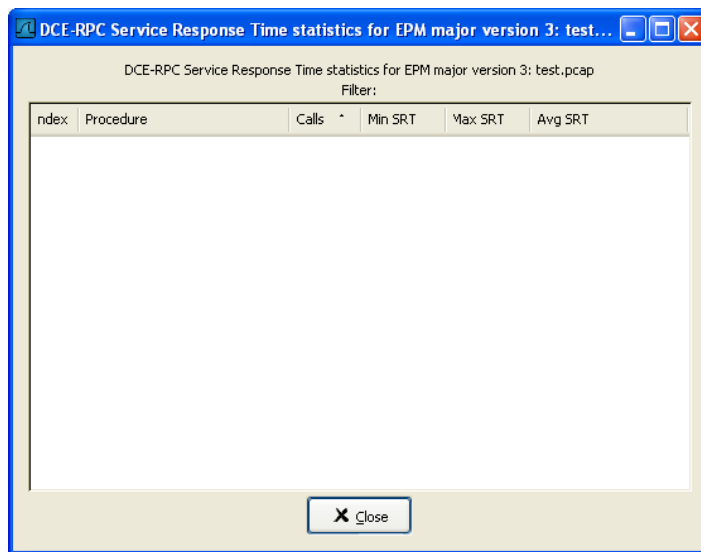 DCE-RPC Service Response Time statistics for EPM major version 3: test...
DCE-RPC Service Response Time statistics for EPM major version 3: test.pcap
Filter:
ndex Procedure Calls Min SRT Max SRT Avg SRT
Close